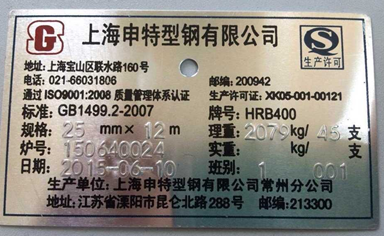 G
上海申特型钢有限公司
QS
生产许可
地址:上海宝山区联水路160号
电话: 021-66031806 邮编: 200942
通过ISO9001:2008 质量管理体系认证 生产许可证: XK05-001-00121
标准: GB1499.2-2007 牌号: HRB400
规格: 25 mm× 12 m 理重: 2079 kg/ 45 支
炉号: 150640024 实重: kg/ 支
日期: 2015-06-10 班别: 1 001
生产单位: 上海申特型钢有限公司常州分公司
地址: 江苏省溧阳市昆仑北路288号 邮编: 213300